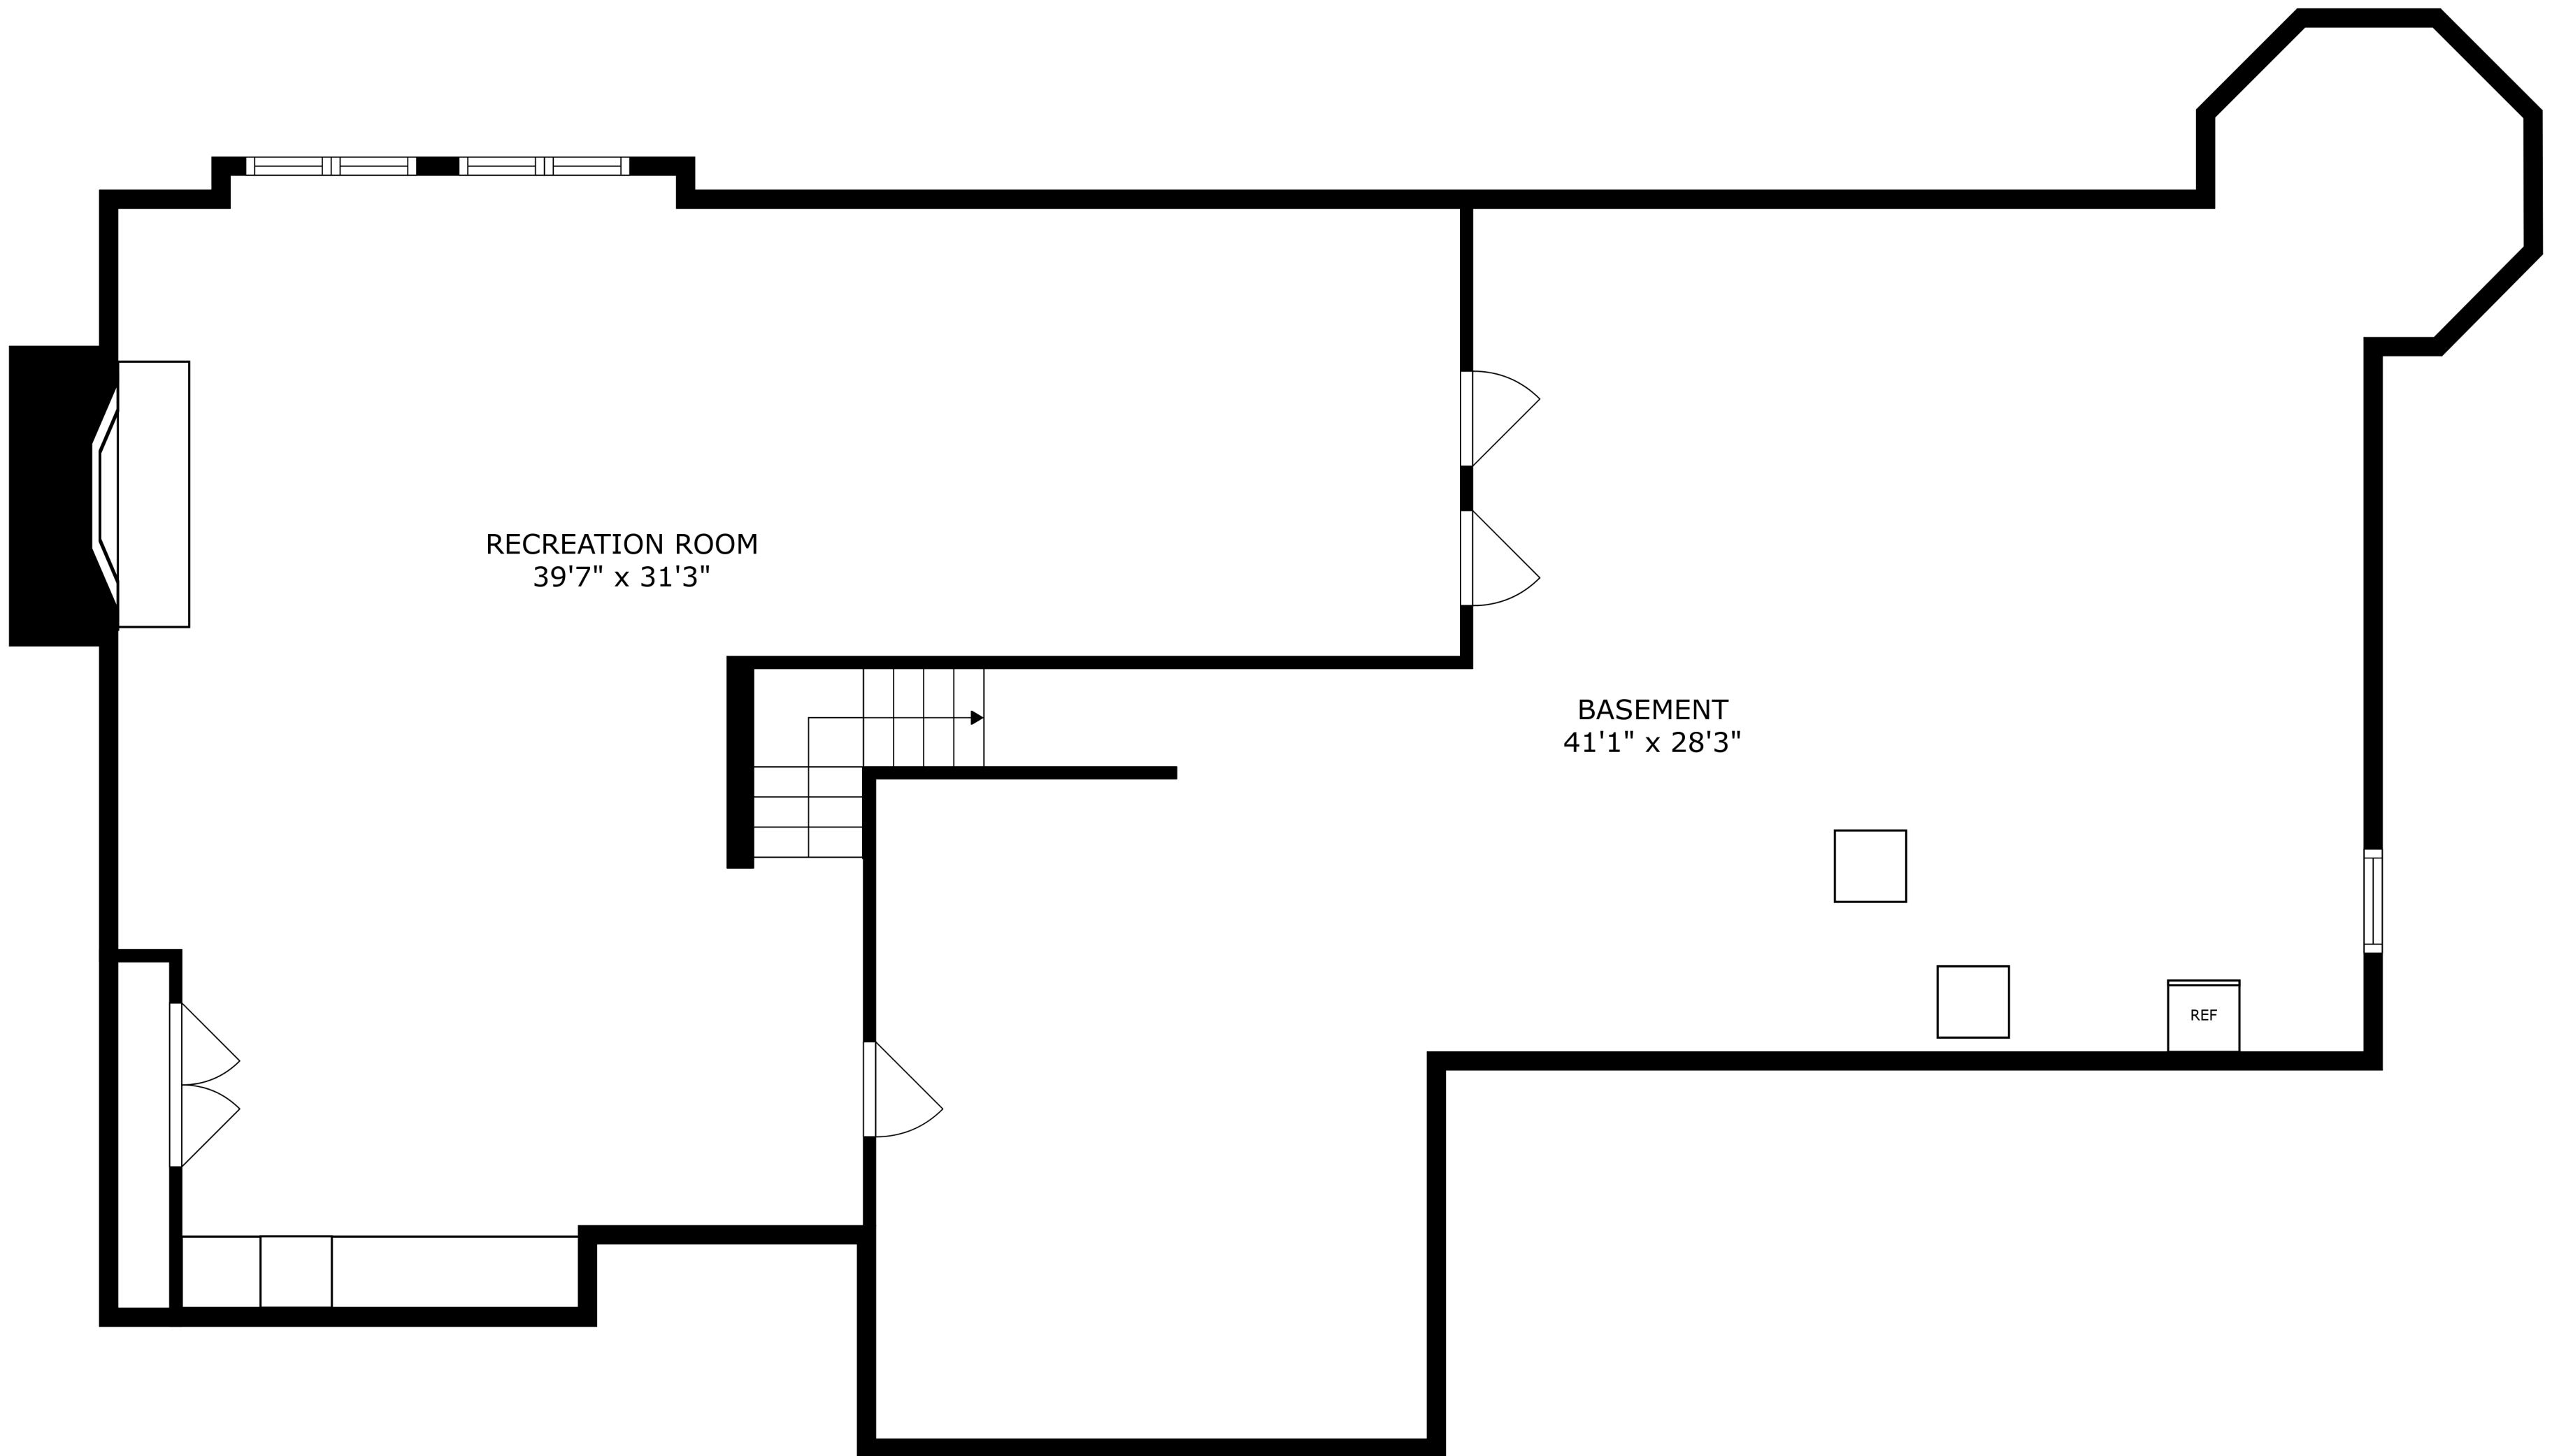 RECREATION ROOM
39'7" x 31'3"
BASEMENT
41'1" x 28'3"
REF